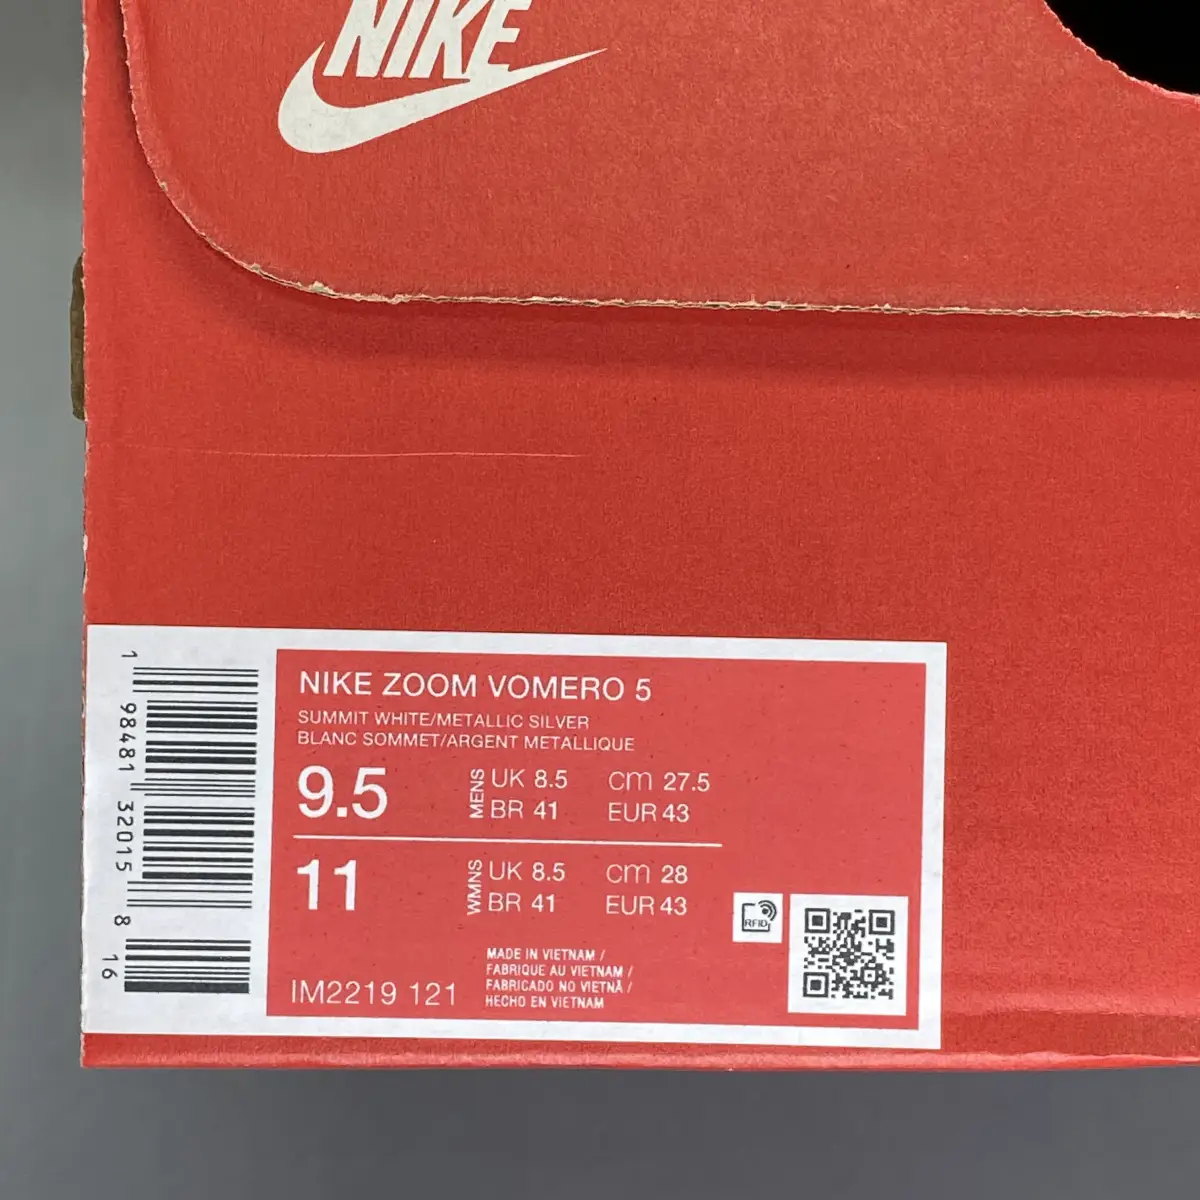 NIKE
NIKE ZOOM VOMERO 5
SUMMIT WHITE/METALLIC SILVER
BLANC SOMMET/ARGENT METALLIQUE
9.5
MENS
UK 8.5 cm 27.5
BR 41 EUR 43
11
WMNS
UK 8.5 cm 28
BR 41 EUR 43
RFID
IM2219 121
MADE IN VIETNAM /
FABRIQUE AU VIETNAM /
FABRICADO NO VIETNÃ /
HECHO EN VIETNAM
1 98481 32015 8 16